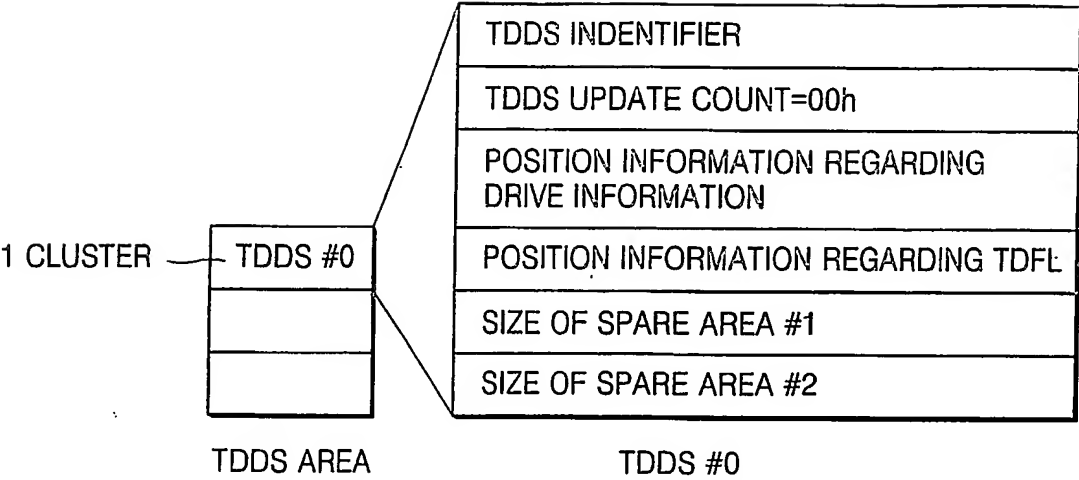 TDDS INDENTIFIER
TDDS UPDATE COUNT=00h
POSITION INFORMATION REGARDING
DRIVE INFORMATION
1 CLUSTER
TDDS #0
POSITION INFORMATION REGARDING TDFL
SIZE OF SPARE AREA #1
SIZE OF SPARE AREA #2
TDDS AREA
TDDS #0